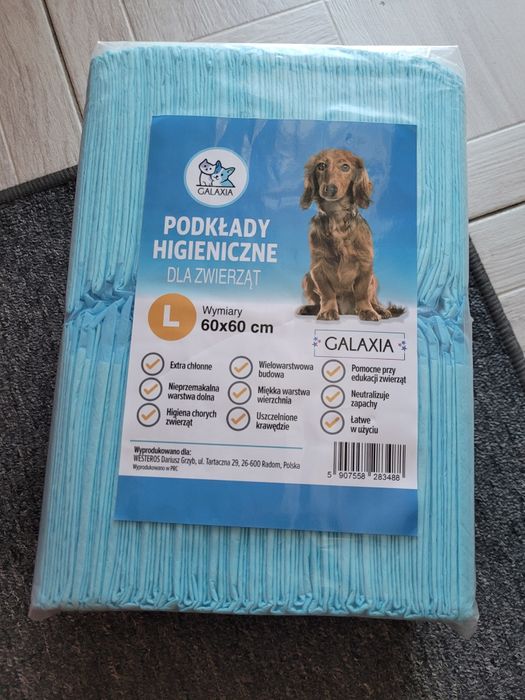 GALAXIA
PODKŁADY
HIGIENICZNE
DLA ZWIERZĄT
L
Wymiary
60x60 cm
GALAXIA
Extra chłonne
Nieprzemakalna
warstwa dolna
Higiena chorych
zwierząt
Wielowarstwowa
budowa
Miękka warstwa
wierzchnia
Uszczelnione
krawędzie
Pomocne przy
edukacji zwierząt
Neutralizuje
zapachy
Łatwe
w użyciu
Wyprodukowano dla:
WESTEROS Dariusz Grzyb, ul. Tartaczna 29, 26-600 Radom, Polska
Wyprodukowano w PRC
5 907558 283488